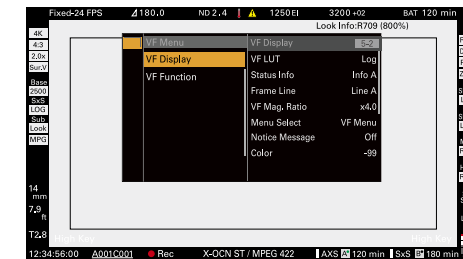 Fixed-24 FPS ⊿180.0 ND 2.4 1250EI 3200+02 BAT 120 min
Look Info:R709 (800%)
4K
4:3
2.0x
Sur.V
Base
2500
SxS
LOG
Sub
Look
MPG
VF Menu
VF Display
VF Function
VF Display 5-2
VF LUT Log
Status Info Info A
Frame Line Line A
VF Mag. Ratio x4.0
Menu Select VF Menu
Notice Message Off
Color -99
14
mm
7.9
ft
T2.8
High Key
High Key
12:34:56:00 A001C001 Rec X-OCN ST / MPEG 422 AXS A 120 min SxS B 180 min